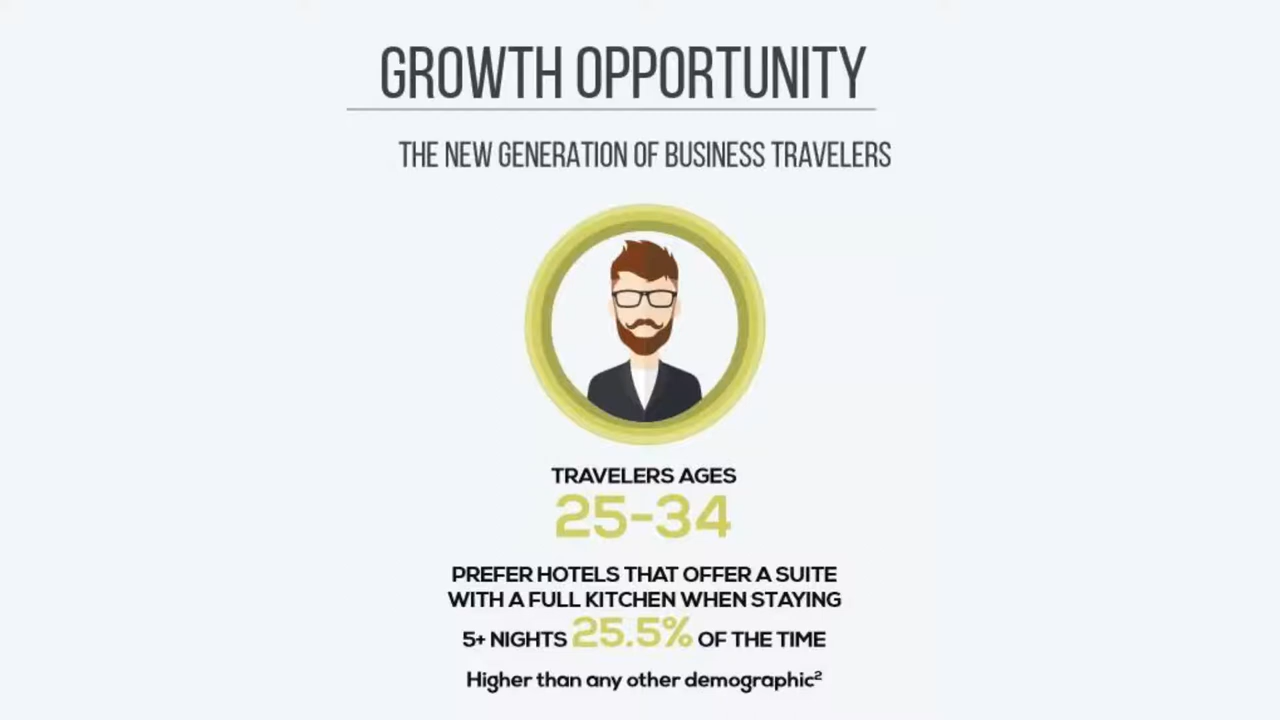 GROWTH OPPORTUNITY
THE NEW GENERATION OF BUSINESS TRAVELERS
TRAVELERS AGES
25-34
PREFER HOTELS THAT OFFER A SUITE
WITH A FULL KITCHEN WHEN STAYING
5+ NIGHTS 25.5% OF THE TIME
Higher than any other demographic²